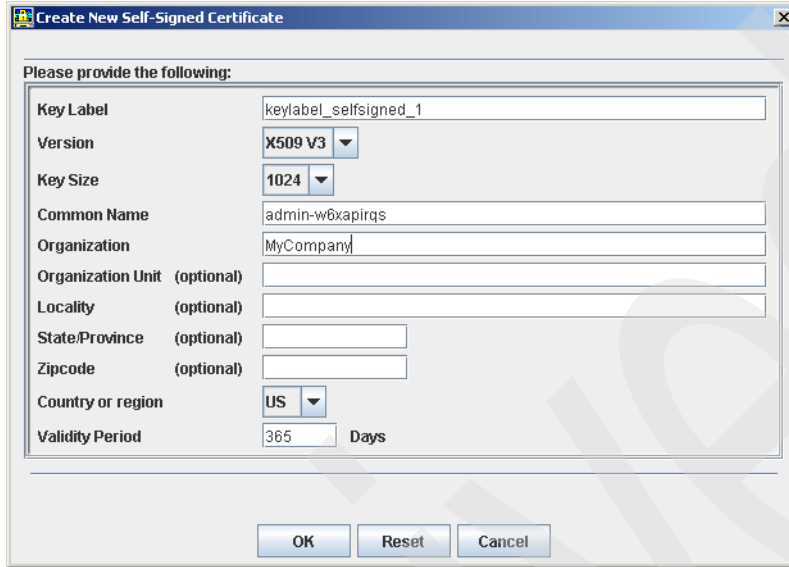 Create New Self-Signed Certificate
Please provide the following:
Key Label keylabel_selfsigned_1
Version X509 V3
Key Size 1024
Common Name admin-w6xapirqs
Organization MyCompany
Organization Unit (optional)
Locality (optional)
State/Province (optional)
Zipcode (optional)
Country or region US
Validity Period 365 Days
OK Reset Cancel